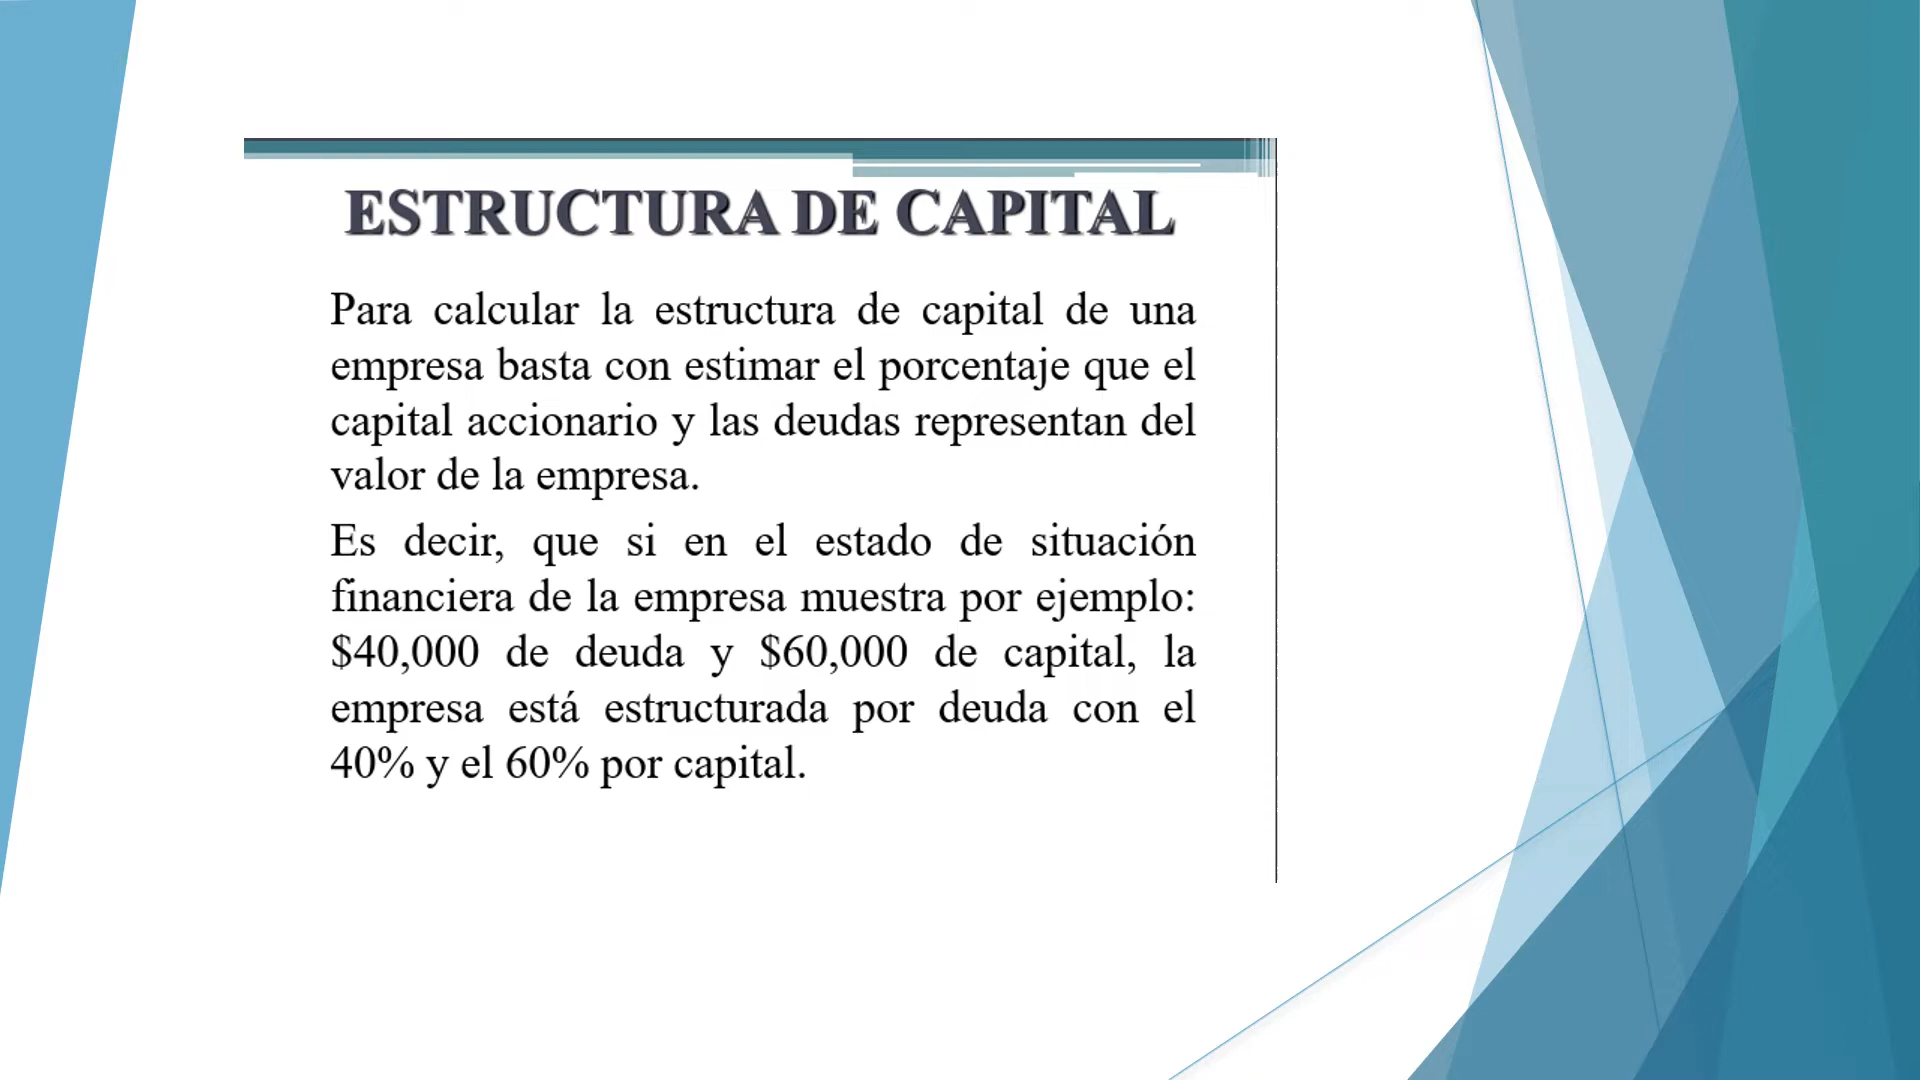 ESTRUCTURA DE CAPITAL
Para calcular la estructura de capital de una
empresa basta con estimar el porcentaje que el
capital accionario y las deudas representan del
valor de la empresa.
Es decir, que si en el estado de situación
financiera de la empresa muestra por ejemplo:
$40,000 de deuda y $60,000 de capital, la
empresa está estructurada por deuda con el
40% y el 60% por capital.